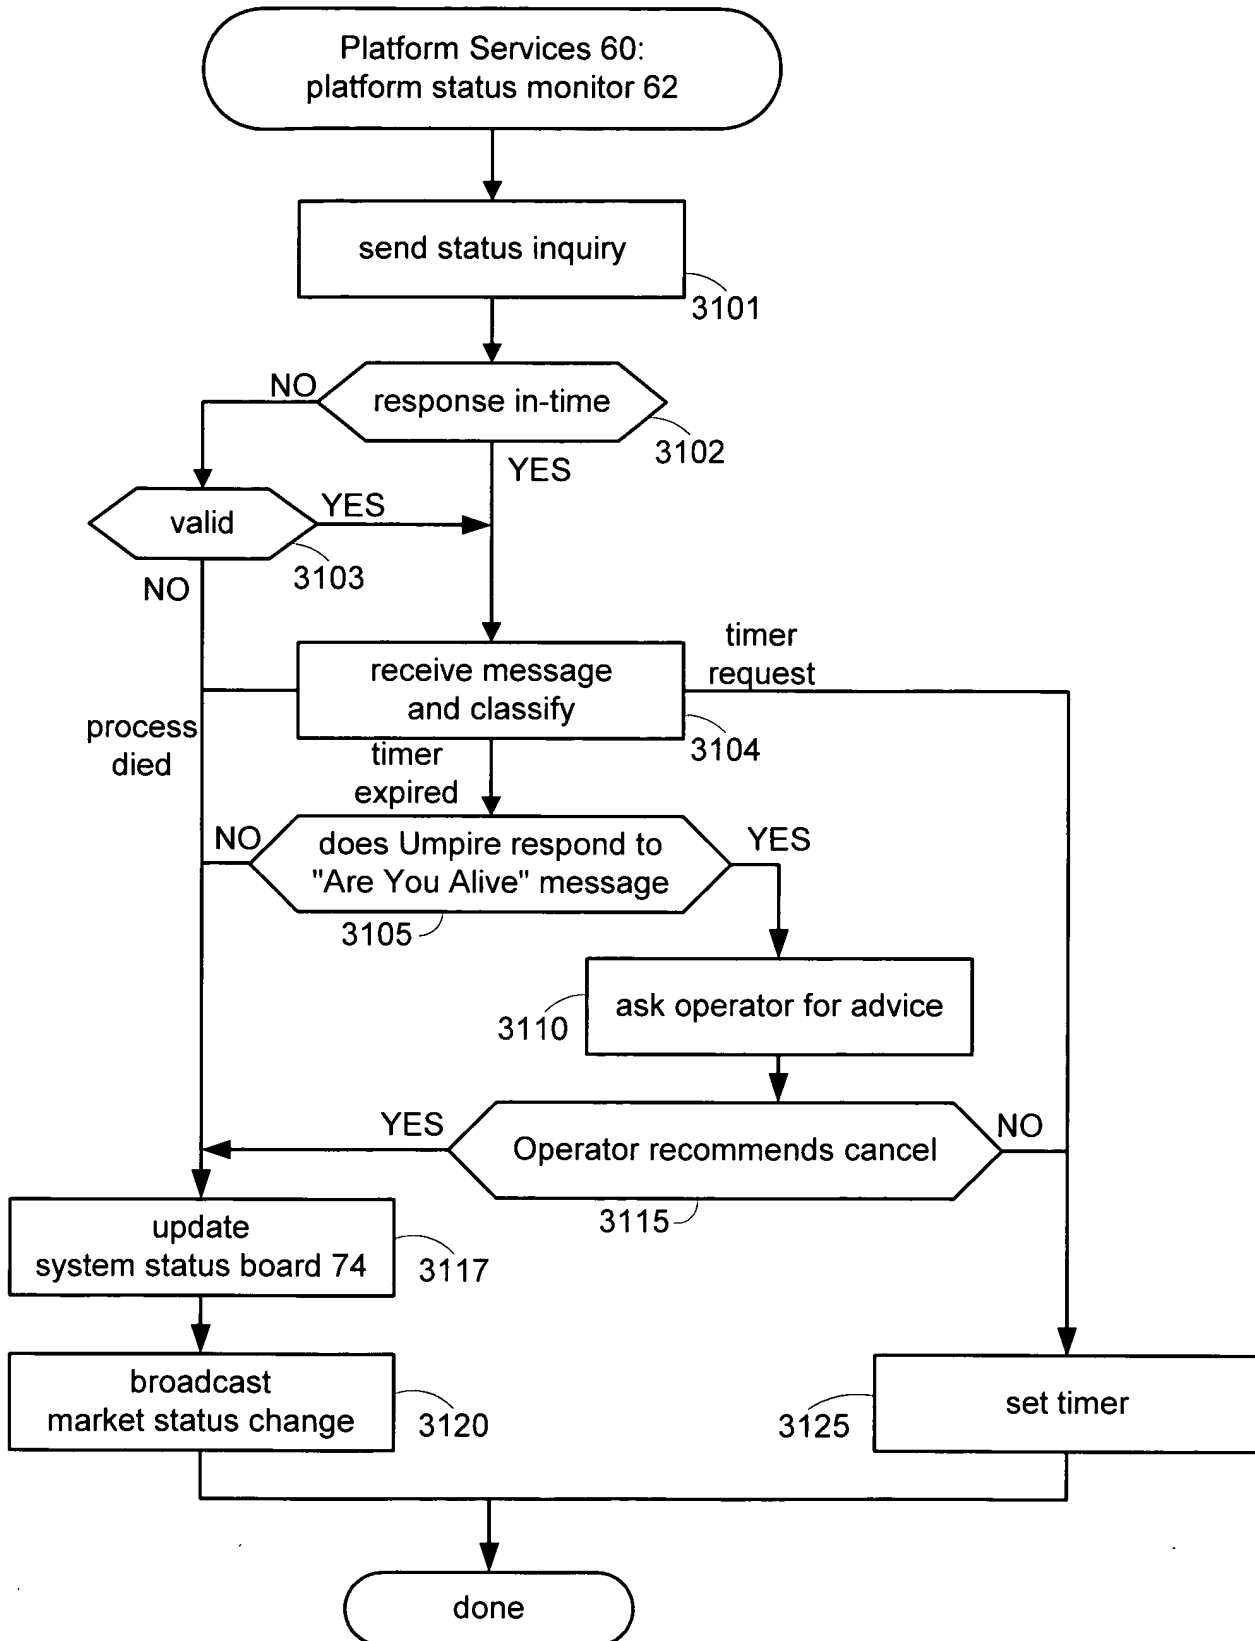 Platform Services 60:
platform status monitor 62
send status inquiry
3101
NO
response in-time
3102
YES
valid
YES
3103
NO
timer
request
receive message
and classify
3104
process
died
timer
expired
NO
does Umpire respond to
"Are You Alive" message
YES
3105
ask operator for advice
3110
YES
Operator recommends cancel
NO
3115
update
system status board 74
3117
broadcast
market status change
3120
set timer
3125
done